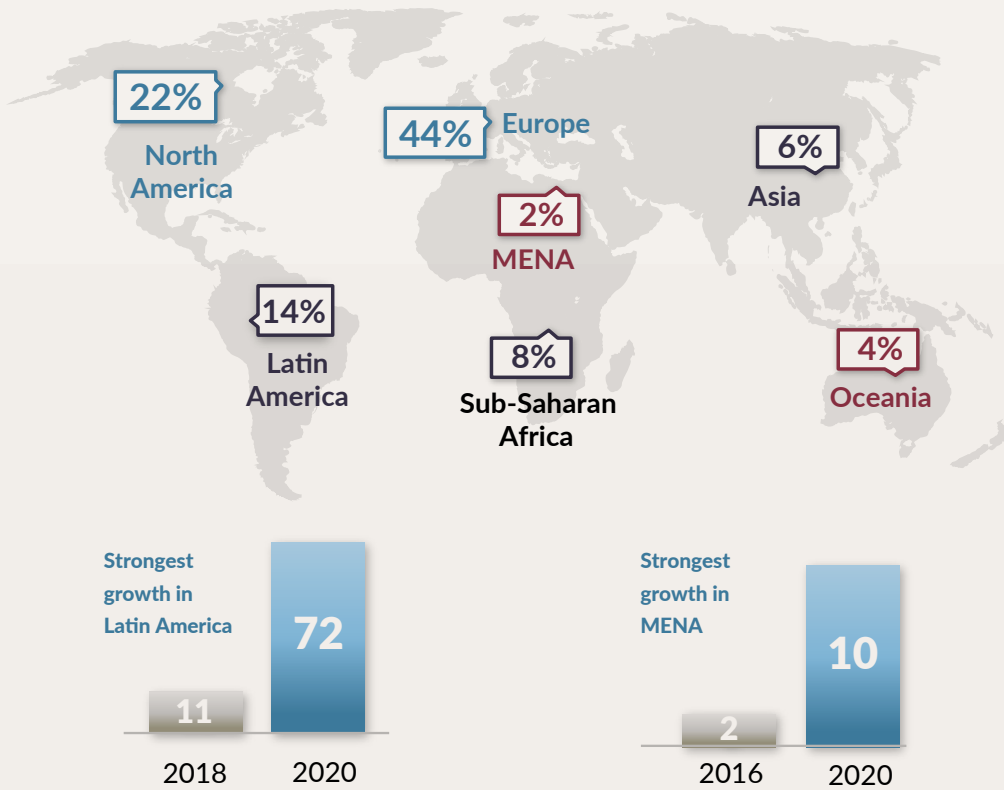 22%
North
America
44%
Europe
6%
Asia
2%
MENA
14%
Latin
America
8%
Sub-Saharan
Africa
4%
Oceania
Strongest
growth in
Latin America
72
11
2018
2020
Strongest
growth in
MENA
10
2
2016
2020